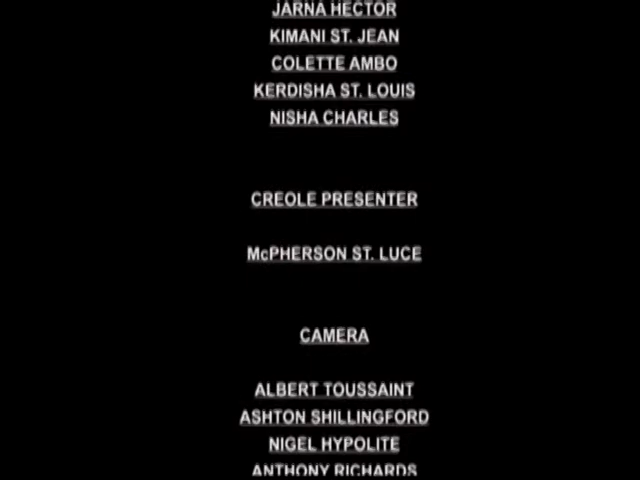 JARNA HECTOR
KIMANI ST. JEAN
COLETTE AMBO
KERDISHA ST. LOUIS
NISHA CHARLES
CREOLE PRESENTER
McPHERSON ST. LUCE
CAMERA
ALBERT TOUSSAINT
ASHTON SHILLINGFORD
NIGEL HYPOLITE
ANTHONY RICHARDS